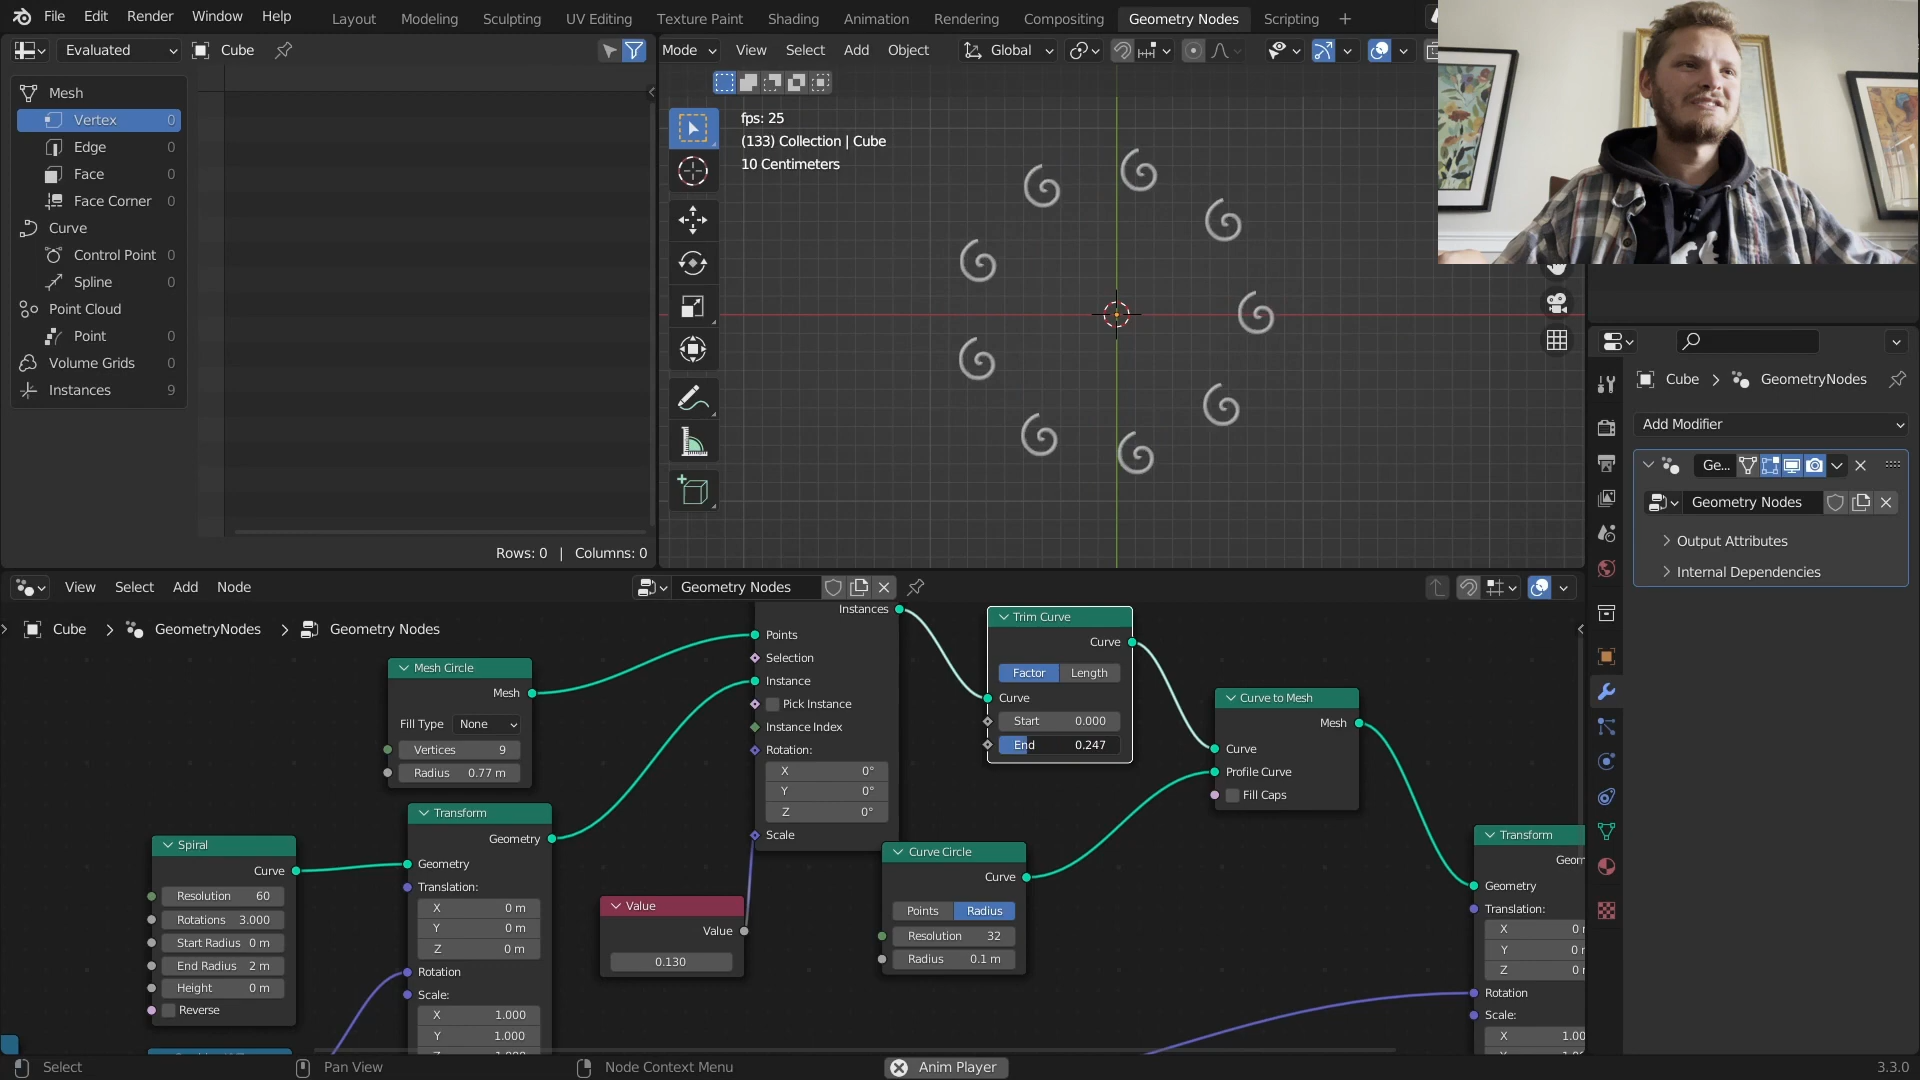 File Edit Render Window Help
Layout Modeling Sculpting UV Editing Texture Paint Shading Animation Rendering Compositing Geometry Nodes Scripting
Evaluated Cube
Mode View Select Add Object Global
Mesh
Vertex 0
Edge 0
Face 0
Face Corner 0
Curve
Control Point 0
Spline 0
Point Cloud
Point 0
Volume Grids 0
Instances 9
Rows: 0 | Columns: 0
fps: 25
(133) Collection | Cube
10 Centimeters
Cube GeometryNodes
Add Modifier
Ge...
Geometry Nodes
Output Attributes
Internal Dependencies
View Select Add Node
Geometry Nodes
Cube GeometryNodes Geometry Nodes
Mesh Circle
Mesh
Fill Type None
Vertices 9
Radius 0.77 m
Spiral
Curve
Resolution 60
Rotations 3.000
Start Radius 0 m
End Radius 2 m
Height 0 m
Reverse
Transform
Geometry
Geometry
Translation:
X 0 m
Y 0 m
Z 0 m
Rotation
Scale:
X 1.000
Y 1.000
Value
Value
0.130
Instances
Points
Selection
Instance
Pick Instance
Instance Index
Rotation:
X 0°
Y 0°
Z 0°
Scale
Curve Circle
Curve
Points Radius
Resolution 32
Radius 0.1 m
Trim Curve
Curve
Factor Length
Curve
Start 0.000
End 0.247
Curve to Mesh
Mesh
Curve
Profile Curve
Fill Caps
Transform
Geom
Geometry
Translation:
X 0
Y 0
Z 0
Rotation
Scale:
X 1.00
Select Pan View Node Context Menu Anim Player 3.3.0